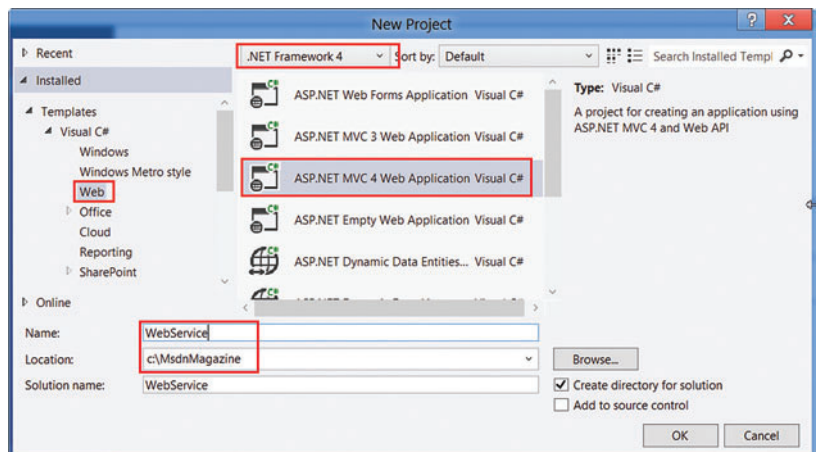 New Project
? X
Recent
.NET Framework 4
Sort by: Default
Search Installed Templ
Installed
Templates
Visual C#
Windows
Windows Metro style
Web
Office
Cloud
Reporting
SharePoint
Online
ASP.NET Web Forms Application Visual C#
ASP.NET MVC 3 Web Application Visual C#
ASP.NET MVC 4 Web Application Visual C#
ASP.NET Empty Web Application Visual C#
ASP.NET Dynamic Data Entities... Visual C#
Type: Visual C#
A project for creating an application using
ASP.NET MVC 4 and Web API
Name: WebService
Location: c:\MsdnMagazine
Browse...
Solution name: WebService
Create directory for solution
Add to source control
OK Cancel